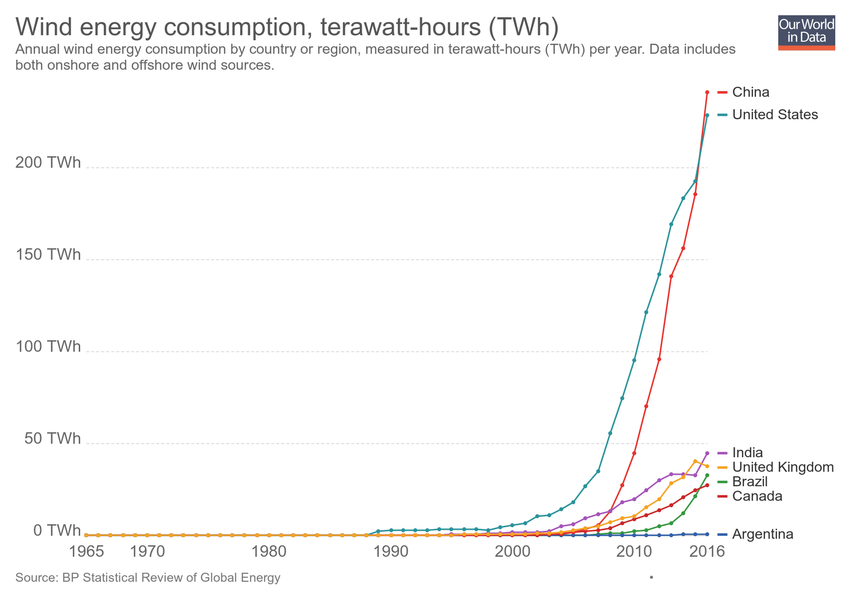 Wind energy consumption, terawatt-hours (TWh)
Our World
in Data
Annual wind energy consumption by country or region, measured in terawatt-hours (TWh) per year. Data includes
both onshore and offshore wind sources.
China
United States
200 TWh
150 TWh
100 TWh
50 TWh
India
United Kingdom
Brazil
Canada
0 TWh
Argentina
1965 1970 1980 1990 2000 2010 2016
Source: BP Statistical Review of Global Energy